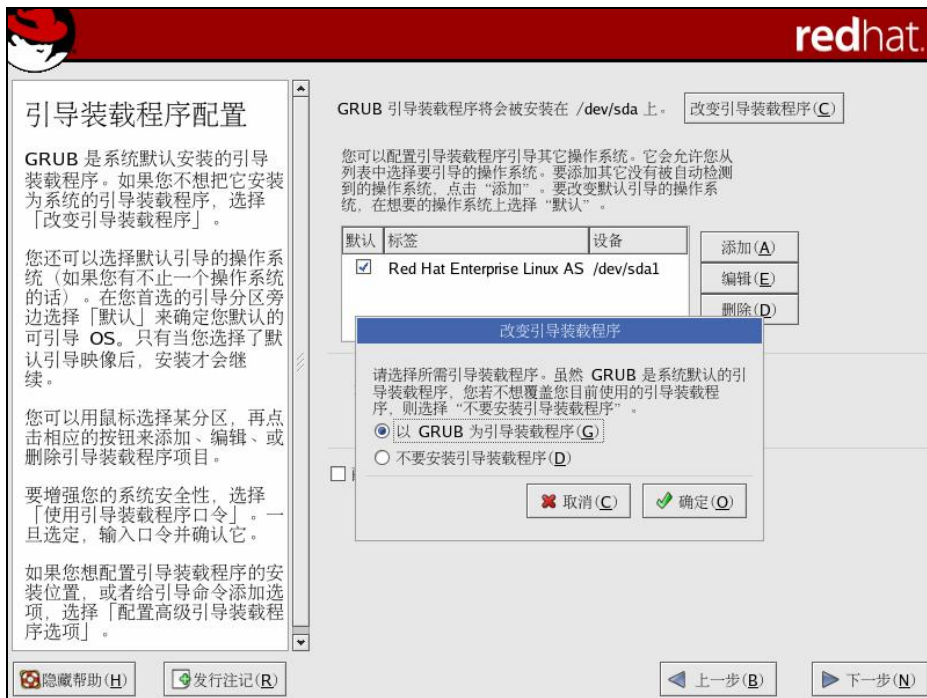 redhat.
引导装载程序配置
GRUB 是系统默认安装的引导
装载程序。如果您不想把它安装
为系统的引导装载程序，选择
「改变引导装载程序」。
您还可以选择默认引导的操作系
统（如果您有不止一个操作系统
的话）。在您首选的引导分区旁
边选择「默认」来确定您默认的
可引导 OS。只有当您选择了默
认引导映像后，安装才会继
续。
您可以用鼠标选择某分区，再点
击相应的按钮来添加、编辑、或
删除引导装载程序项目。
要增强您的系统安全性，选择
「使用引导装载程序口令」。一
旦选定，输入口令并确认它。
如果您想配置引导装载程序的安
装位置，或者给引导命令添加选
项，选择「配置高级引导装载程
序选项」。
GRUB 引导装载程序将会被安装在 /dev/sda 上。 改变引导装载程序(C)
您可以配置引导装载程序引导其它操作系统。它会允许您从
列表中选择要引导的操作系统。要添加其它没有被自动检测
到的操作系统，点击“添加”。要改变默认引导的操作系
统，在想要的操作系统上选择“默认”。
默认 标签 设备
Red Hat Enterprise Linux AS /dev/sda1
添加(A)
编辑(E)
删除(D)
改变引导装载程序
请选择所需引导装载程序。虽然 GRUB 是系统默认的引
导装载程序，您若不想覆盖您目前使用的引导装载程
序，则选择“不要安装引导装载程序”。
以 GRUB 为引导装载程序(G)
不要安装引导装载程序(D)
取消(C) 确定(O)
隐藏帮助(H) 发行注记(R) 上一步(B) 下一步(N)